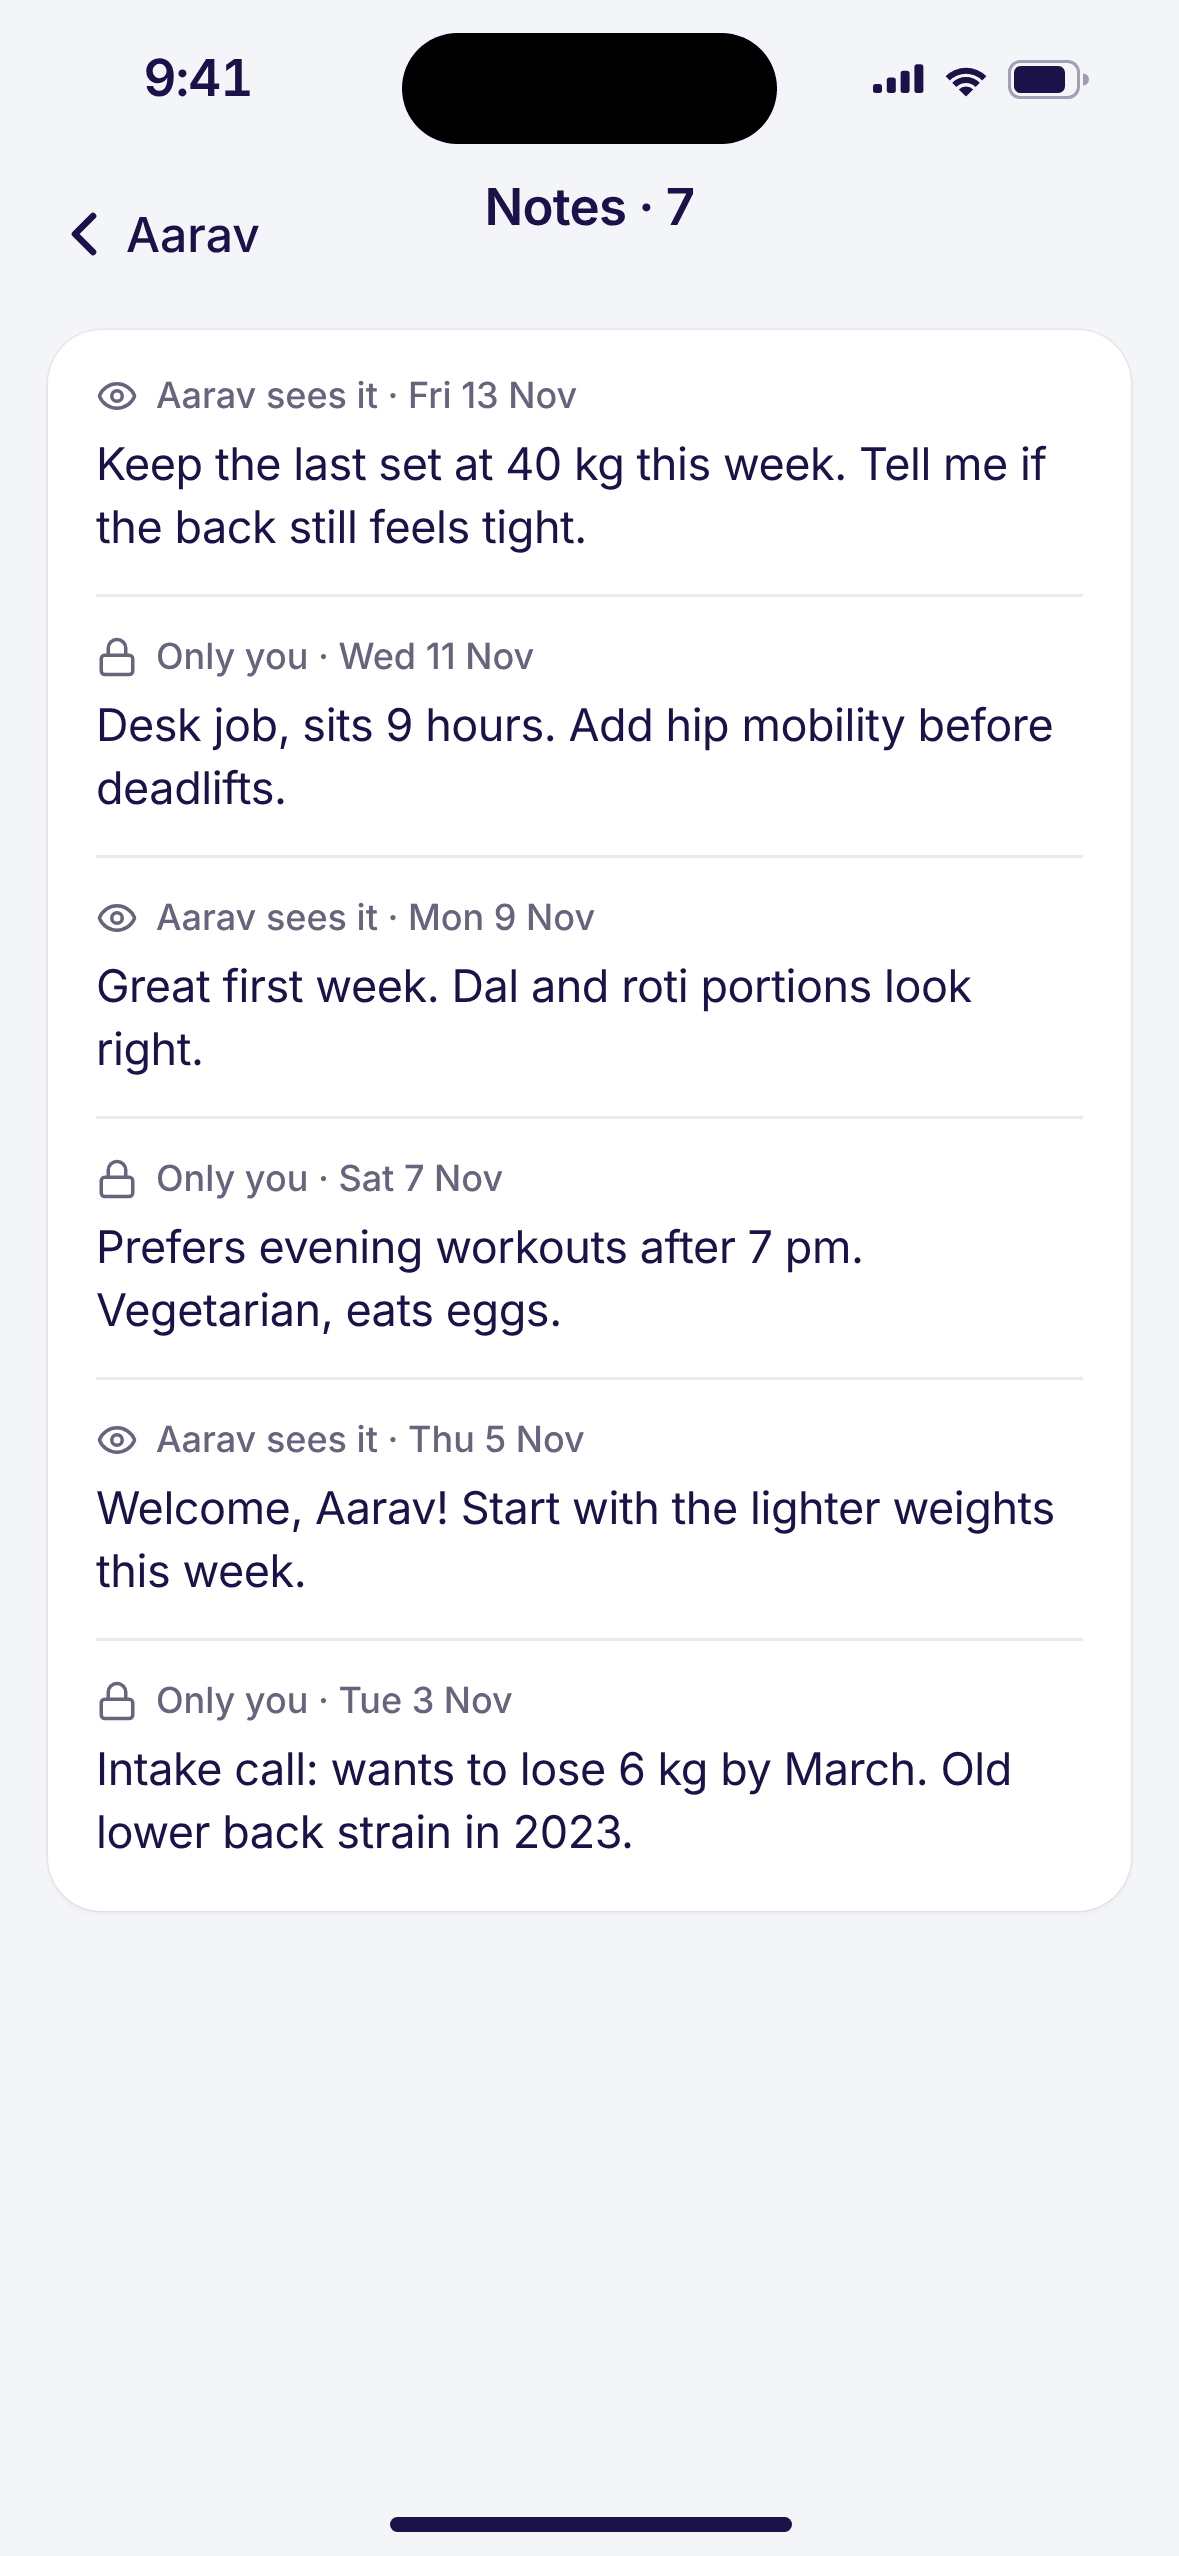 9:41
Notes · 7
Aarav
Aarav sees it · Fri 13 Nov
Keep the last set at 40 kg this week. Tell me if
the back still feels tight.
Only you · Wed 11 Nov
Desk job, sits 9 hours. Add hip mobility before
deadlifts.
Aarav sees it · Mon 9 Nov
Great first week. Dal and roti portions look
right.
Only you · Sat 7 Nov
Prefers evening workouts after 7 pm.
Vegetarian, eats eggs.
Aarav sees it · Thu 5 Nov
Welcome, Aarav! Start with the lighter weights
this week.
Only you · Tue 3 Nov
Intake call: wants to lose 6 kg by March. Old
lower back strain in 2023.